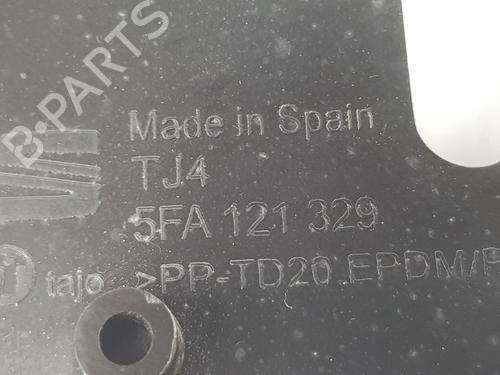 B-PARTS
Made in Spain
TJ4
5FA 121 329
tajo >PP-TD20 EPDM/P